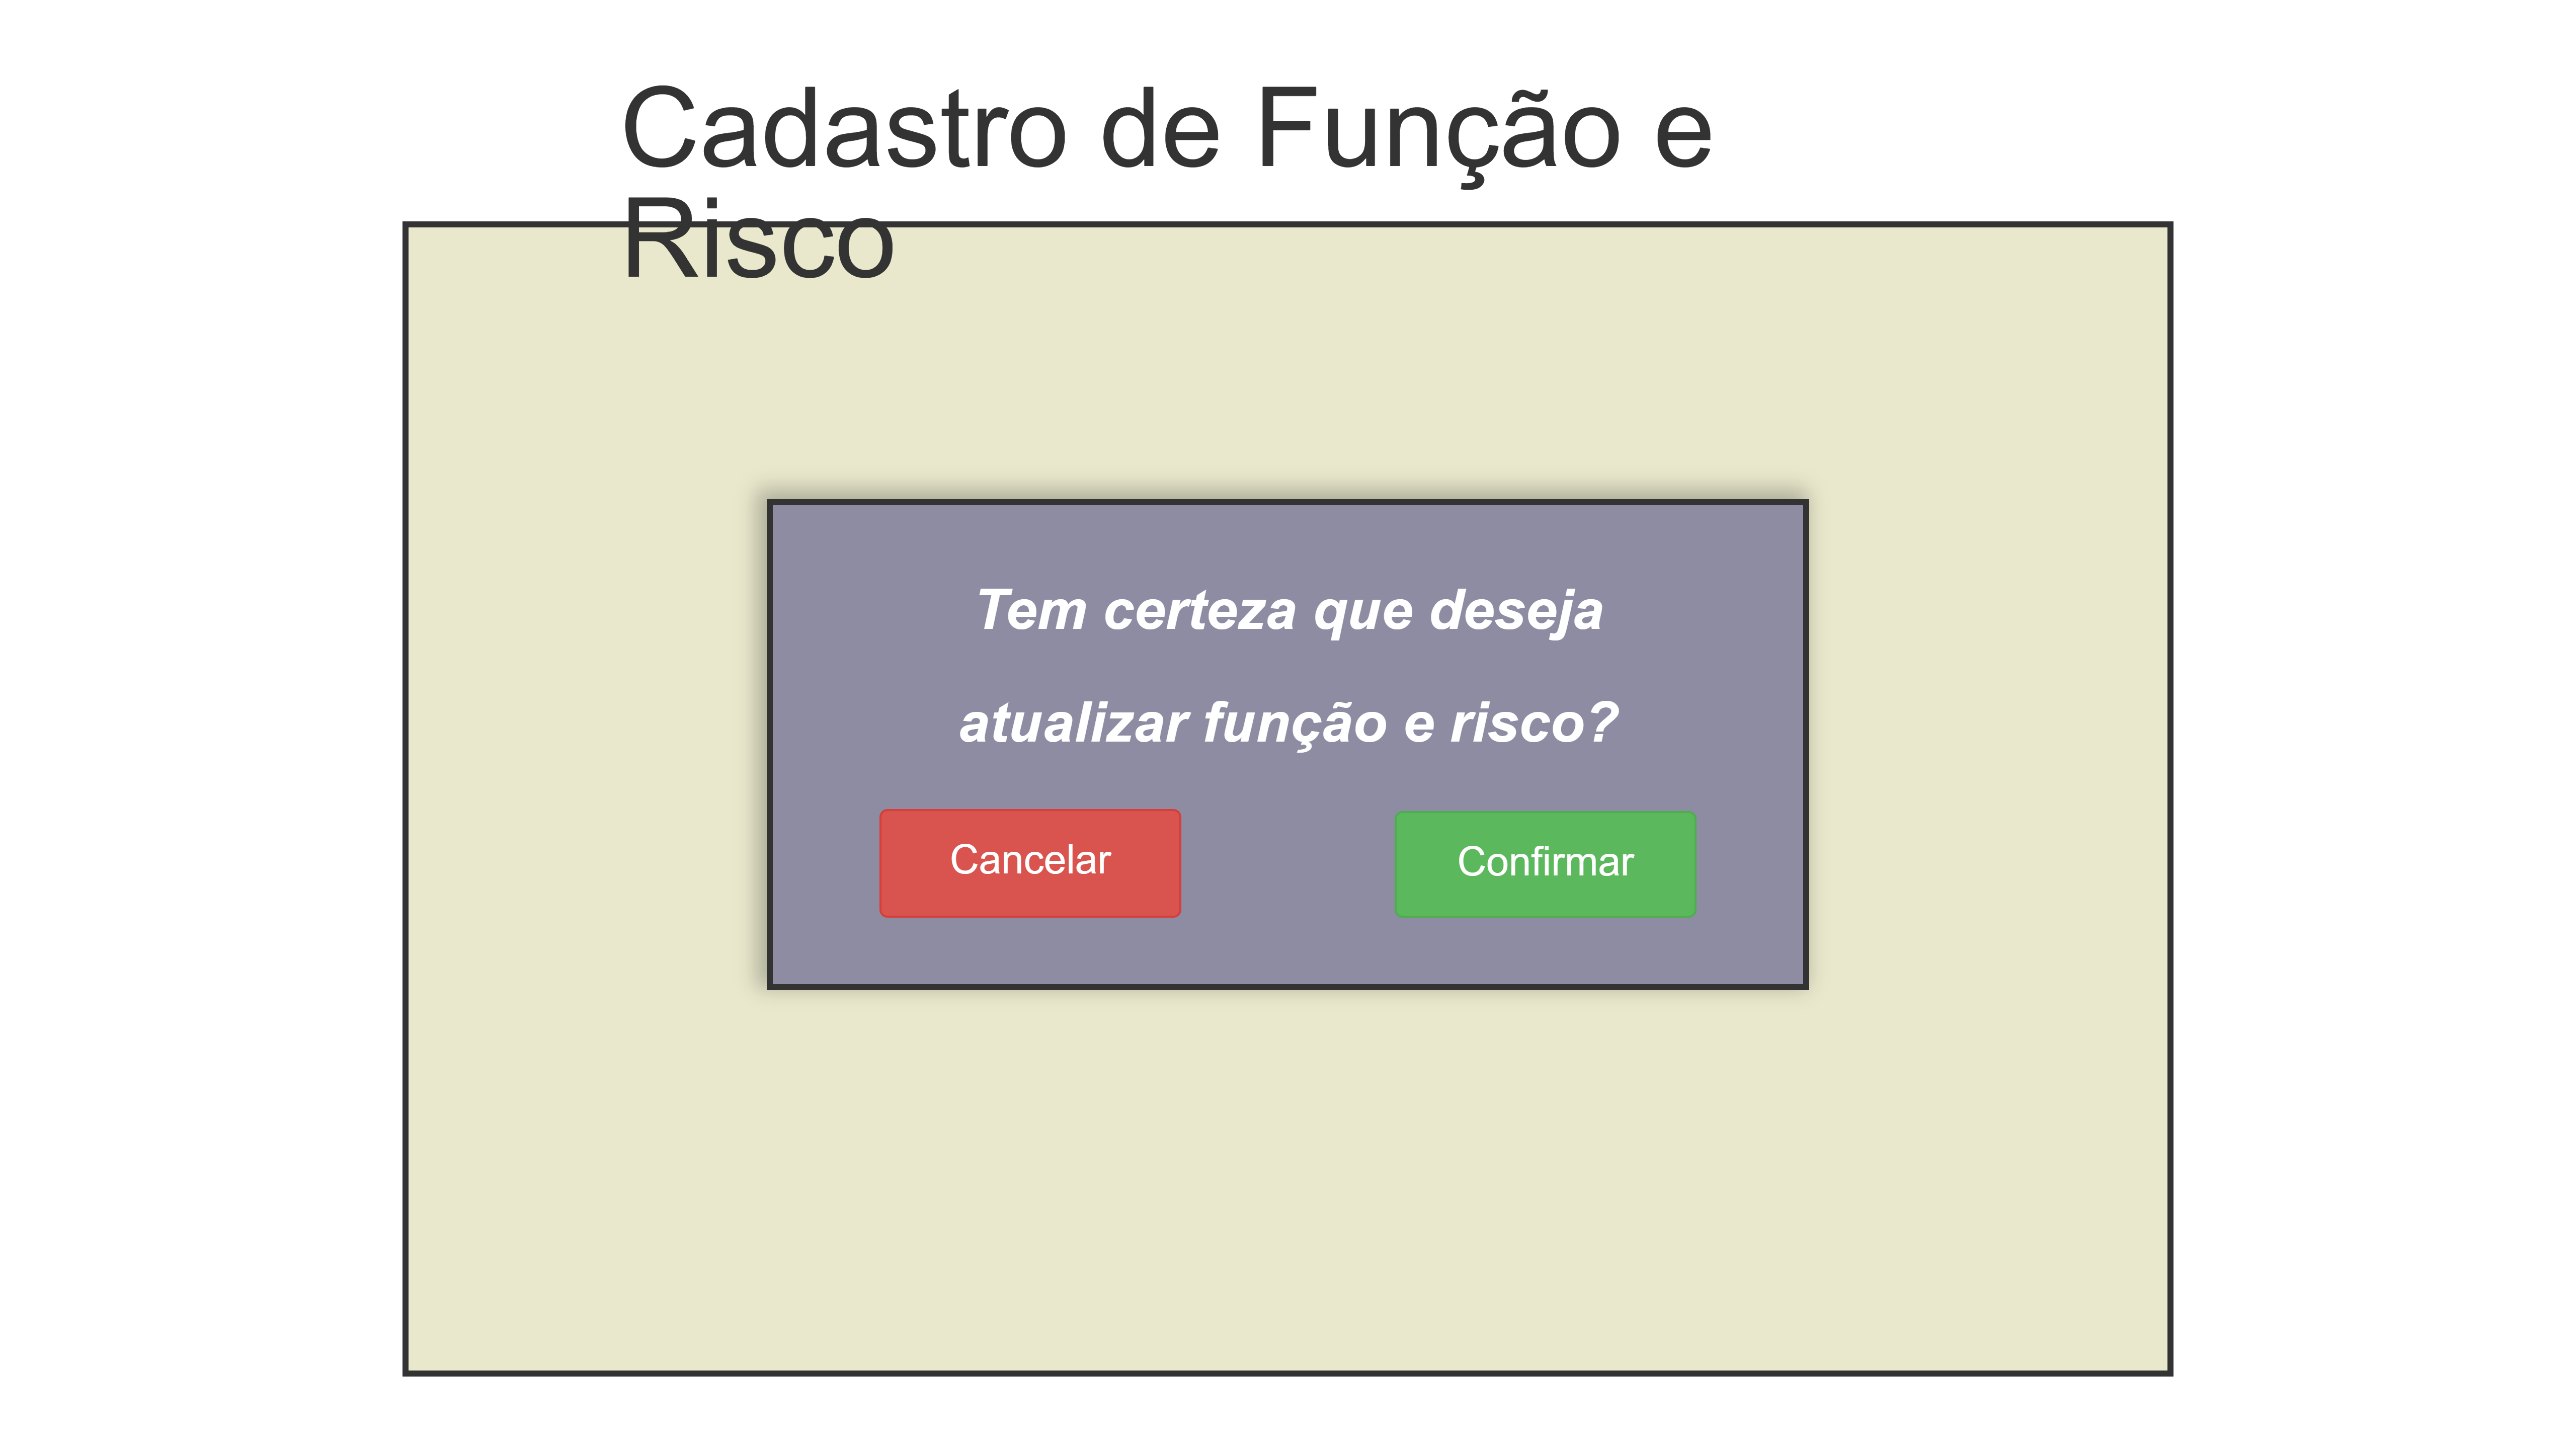 Cadastro de Função e
Risco
Tem certeza que deseja
atualizar função e risco?
Cancelar
Confirmar